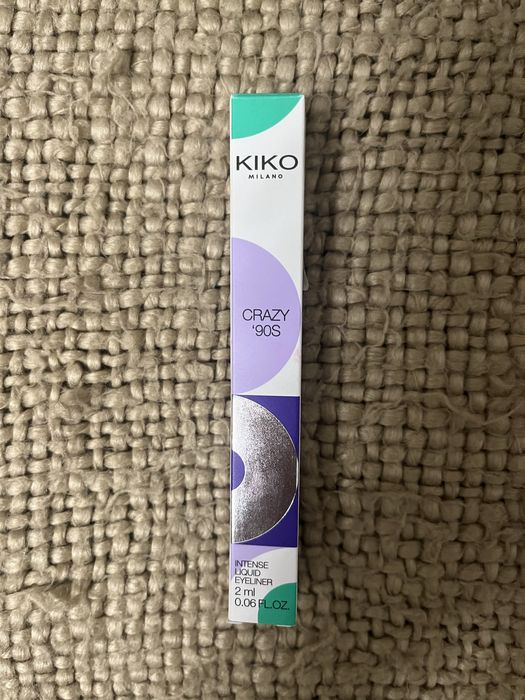 KIKO
MILANO
CRAZY
'90S
INTENSE
LIQUID
EYELINER
2 ml
0.06 FL.OZ.